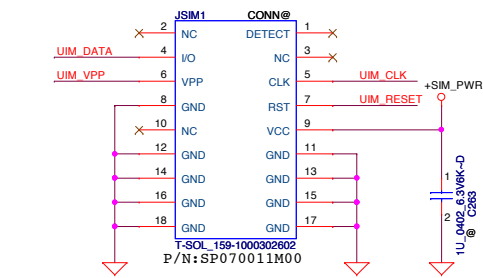 JSIM1 CONN@
2 NC DETECT 1
4 I/O NC 3
UIM_DATA
6 VPP CLK 5
UIM_VPP UIM_CLK
+SIM_PWR
8 GND RST 7
UIM_RESET
10 NC VCC 9
12 GND GND 11
14 GND GND 13
16 GND GND 15
18 GND GND 17
1
2
1U_0402_6.3V6K~D
@
C263
T-SOL_159-1000302602
P/N:SP070011M00